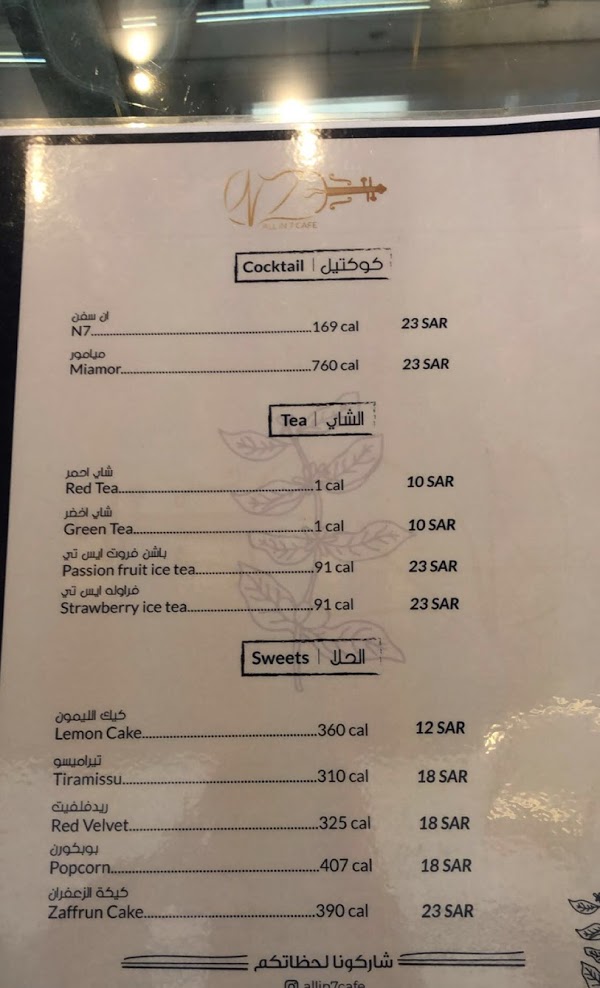 ALL IN 7 CAFE
Cocktail | كوكتيل
ان سفن
N7 169 cal 23 SAR
ميامور
Miamor 760 cal 23 SAR
Tea | الشاي
شاي احمر
Red Tea 1 cal 10 SAR
شاي اخضر
Green Tea 1 cal 10 SAR
باشن فروت ايس تي
Passion fruit ice tea 91 cal 23 SAR
فراوله ايس تي
Strawberry ice tea 91 cal 23 SAR
Sweets | الحلا
كيك الليمون
Lemon Cake 360 cal 12 SAR
تيراميسو
Tiramissu 310 cal 18 SAR
ريدفلفيت
Red Velvet 325 cal 18 SAR
بوبكورن
Popcorn 407 cal 18 SAR
كيكة الزعفران
Zaffrun Cake 390 cal 23 SAR
شاركونا لحظاتكم
allin7cafe